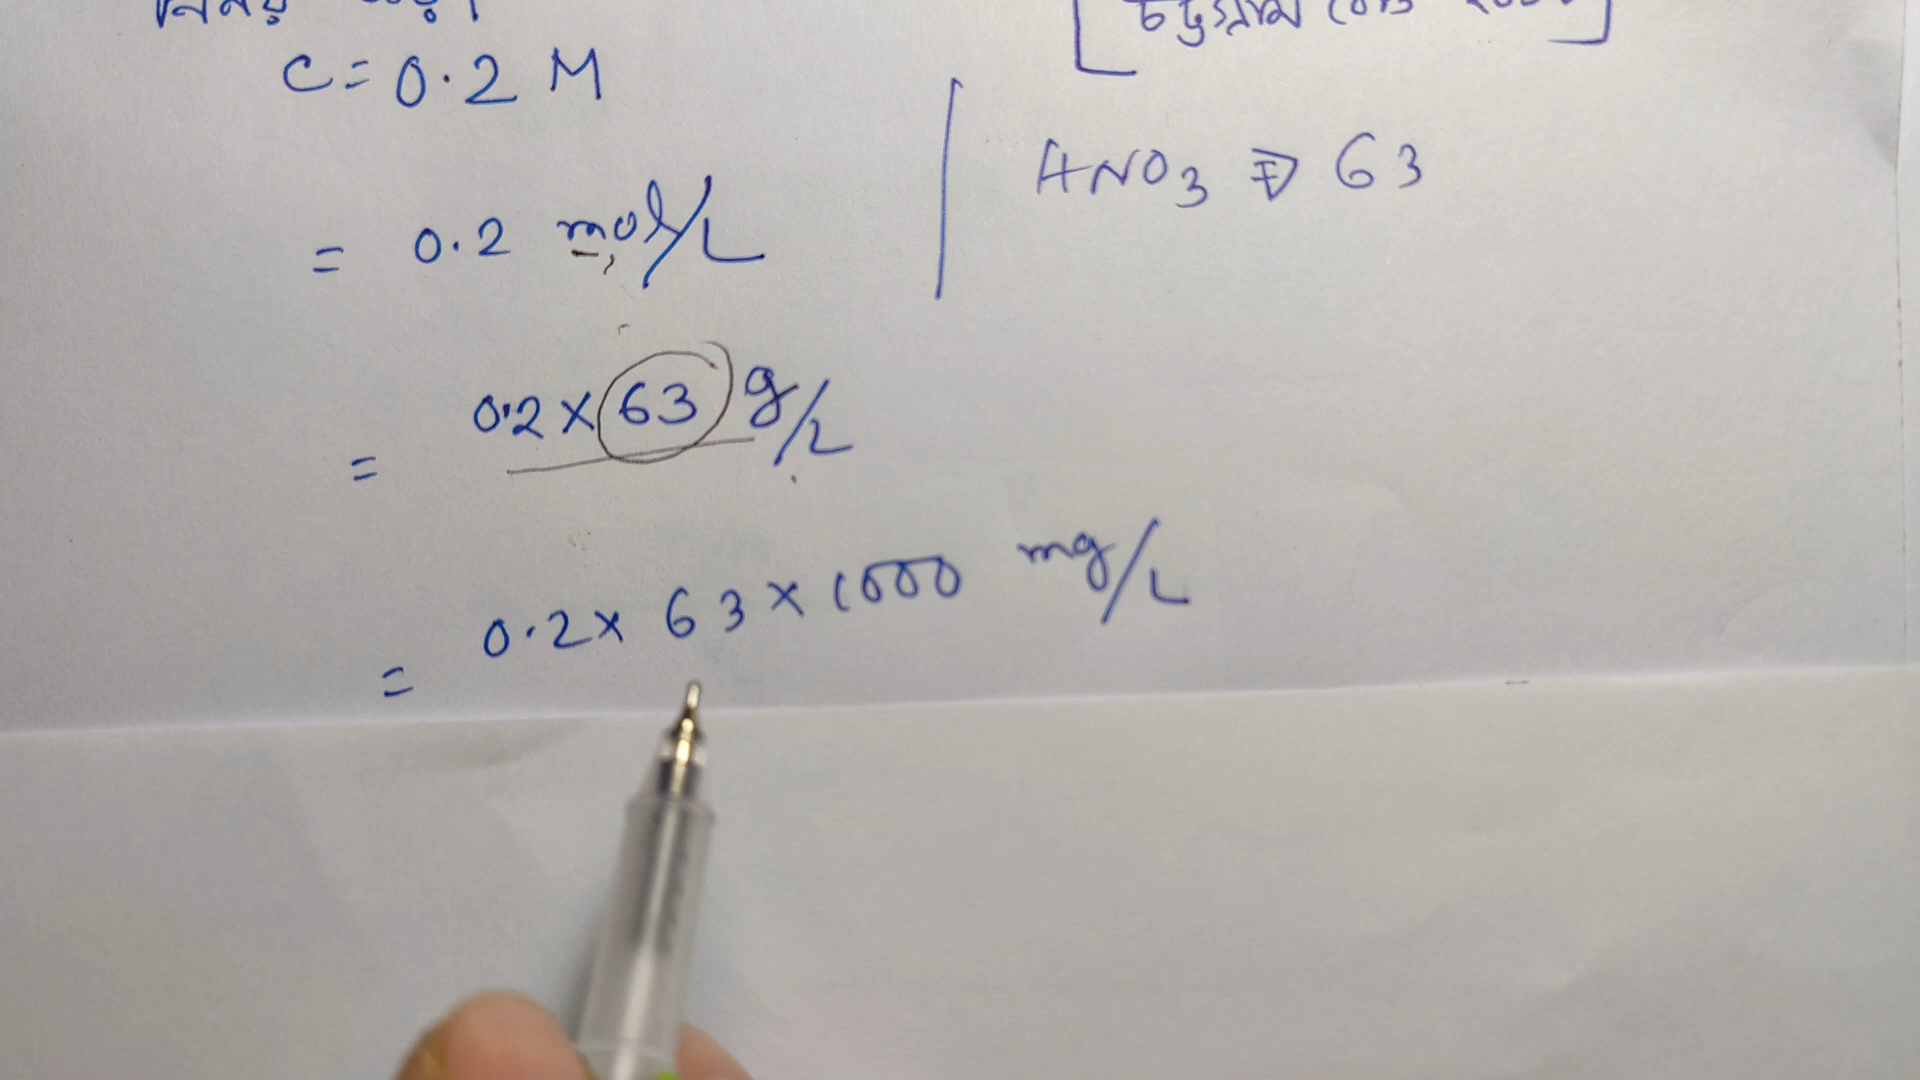 C = 0.2 M
= 0.2 mol/L
HNO3 ⇒ 63
= 0.2 × 63 g/L
= 0.2 × 63 × 1000 mg/L